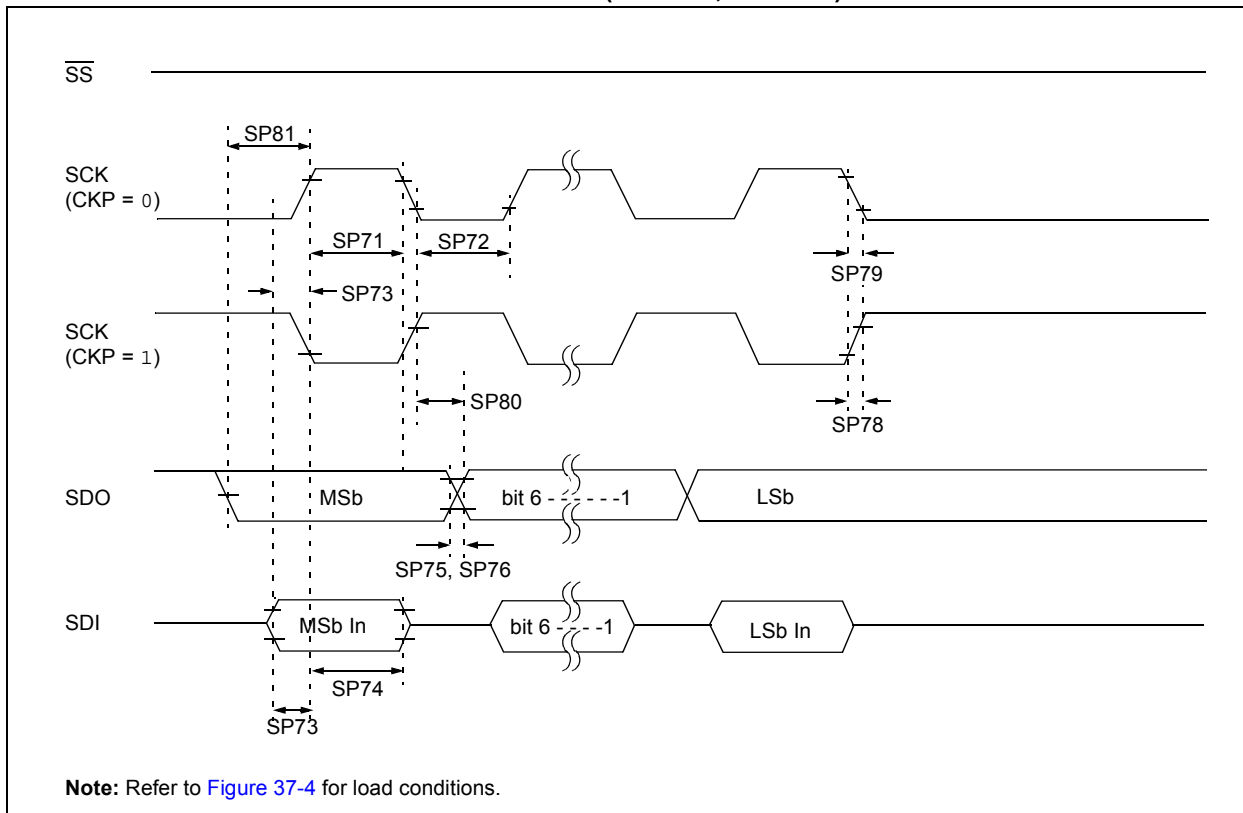 SS
SP81
SCK
(CKP = 0)
SP71
SP72
SP79
SP73
SCK
(CKP = 1)
SP80
SP78
SDO
MSb
bit 6 - - - - - -1
LSb
SP75, SP76
SDI
MSb In
bit 6 - - - -1
LSb In
SP74
SP73
Note: Refer to Figure 37-4 for load conditions.